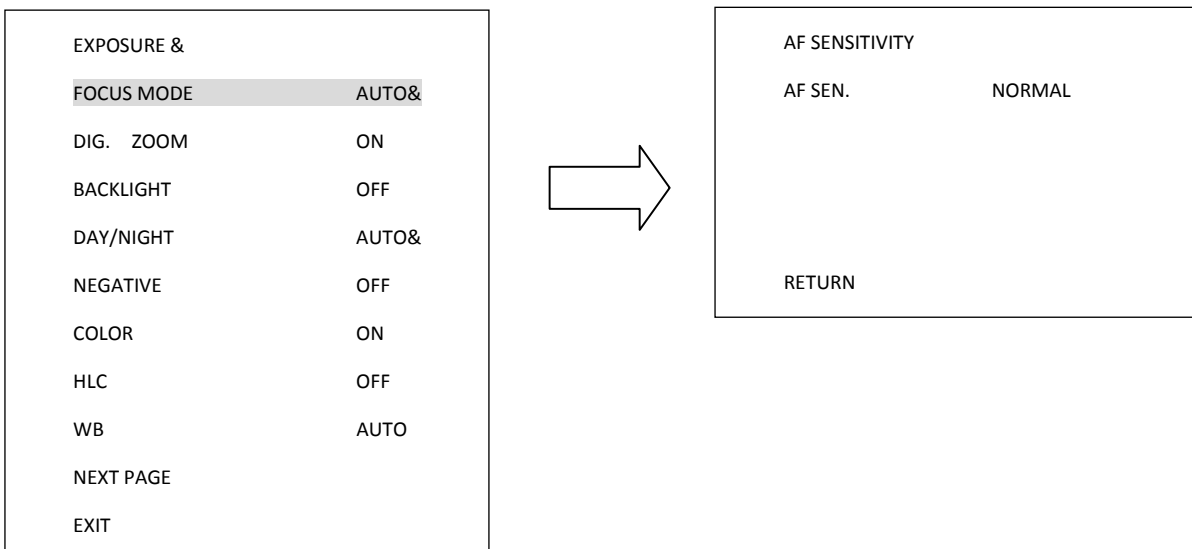 EXPOSURE &
FOCUS MODE AUTO&
DIG. ZOOM ON
BACKLIGHT OFF
DAY/NIGHT AUTO&
NEGATIVE OFF
COLOR ON
HLC OFF
WB AUTO
NEXT PAGE
EXIT
AF SENSITIVITY
AF SEN. NORMAL
RETURN